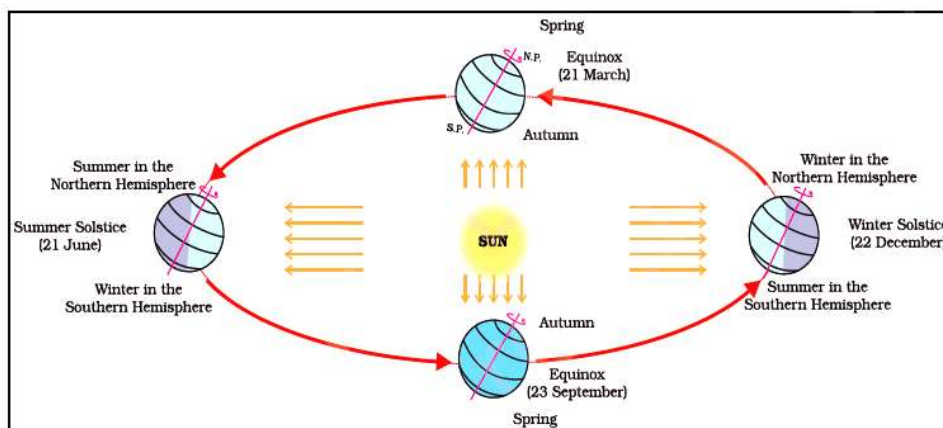 Spring
N.P.
Equinox
(21 March)
S.P.
Autumn
Summer in the
Northern Hemisphere
Winter in the
Northern Hemisphere
Summer Solstice
(21 June)
SUN
Winter Solstice
(22 December)
Winter in the
Southern Hemisphere
Summer in the
Southern Hemisphere
Autumn
Equinox
(23 September)
Spring